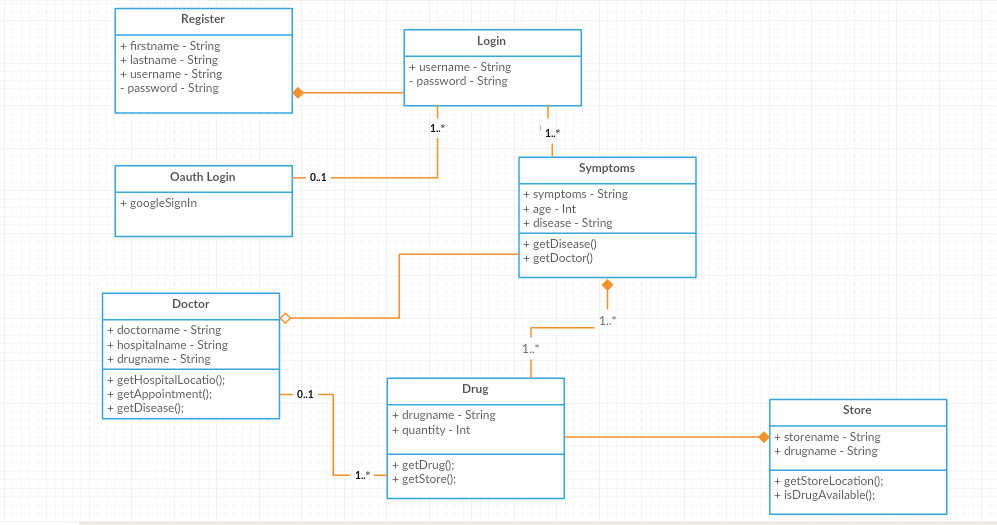 Register
+ firstname - String
+ lastname - String
+ username - String
- password - String
Login
+ username - String
- password - String
1..*
1..*
Oauth Login
+ googleSignIn
0..1
Symptoms
+ symptoms - String
+ age - Int
+ disease - String
+ getDisease()
+ getDoctor()
Doctor
+ doctorname - String
+ hospitalname - String
+ drugname - String
+ getHospitalLocatio();
+ getAppointment();
+ getDisease();
1..*
1..*
0..1
1..*
Drug
+ drugname - String
+ quantity - Int
+ getDrug();
+ getStore();
Store
+ storename - String
+ drugname - String
+ getStoreLocation();
+ isDrugAvailable();